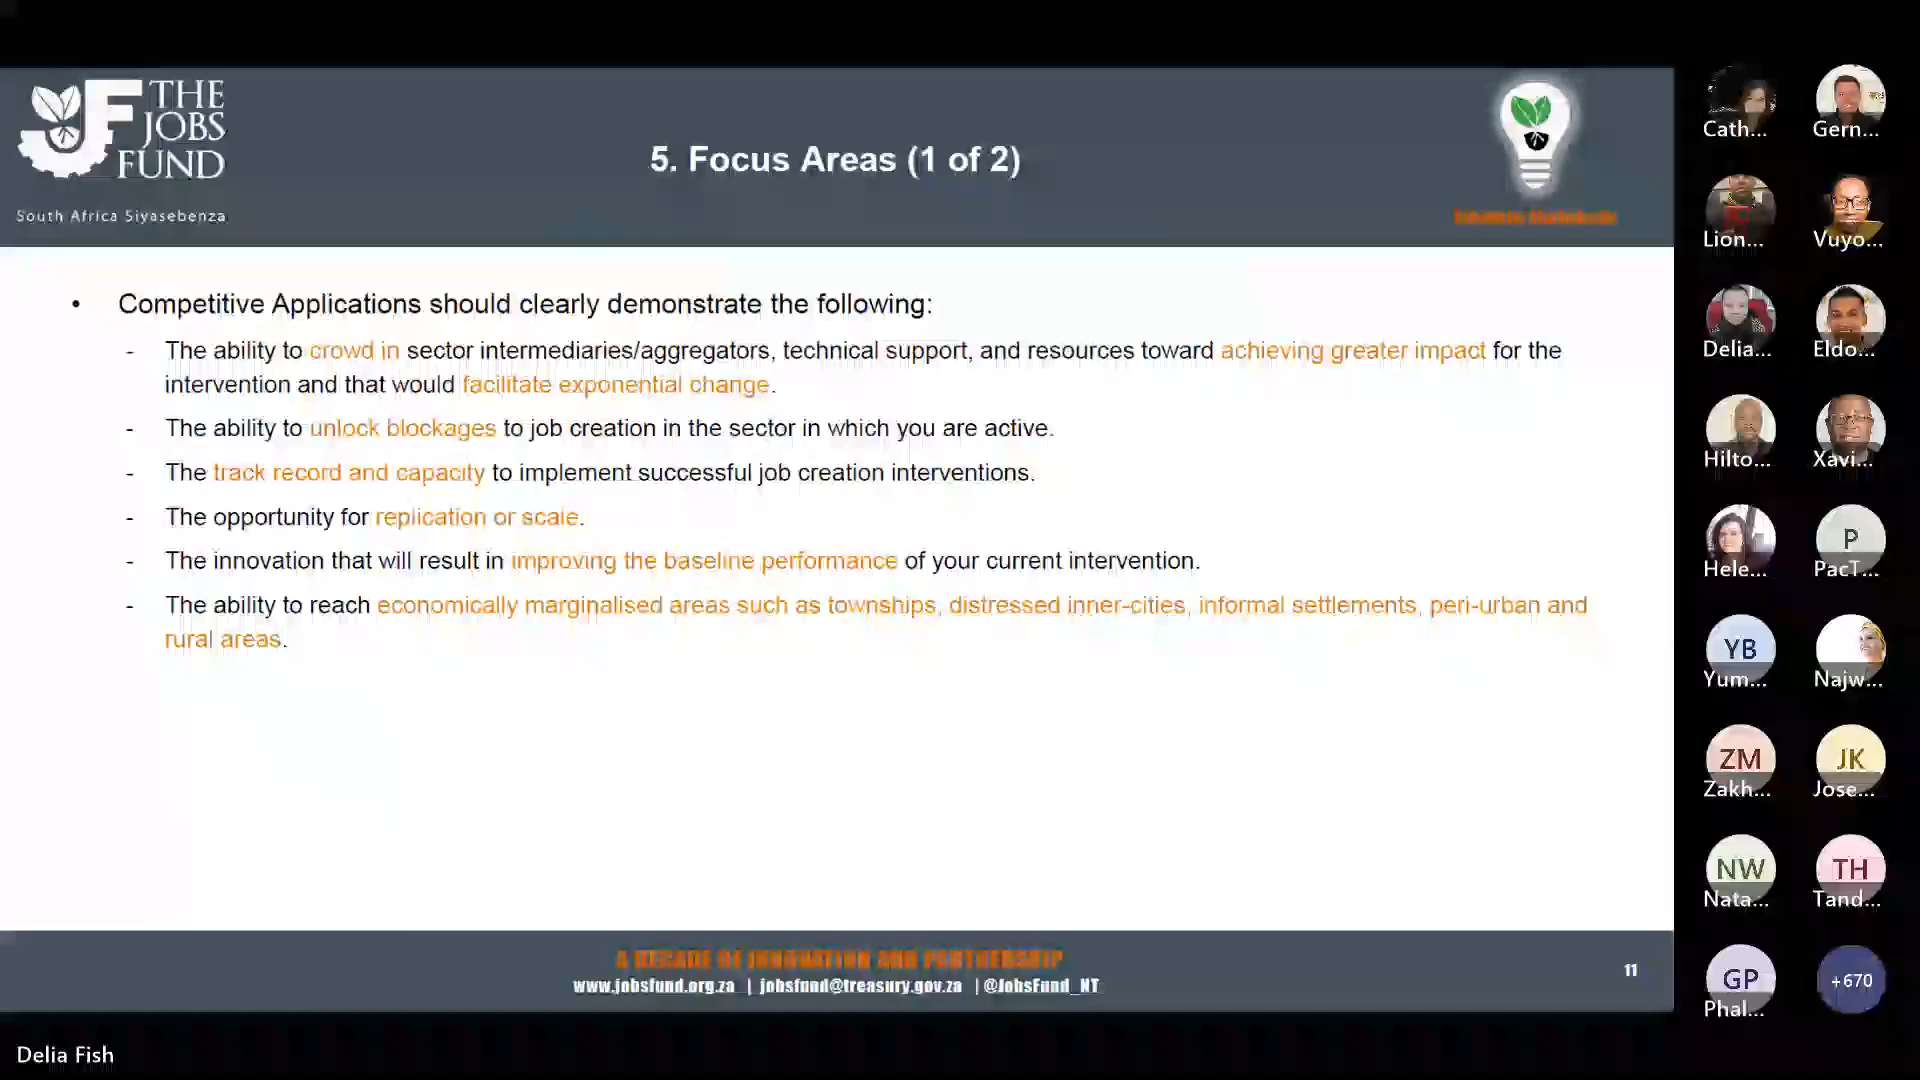 THE
JOBS
FUND
South Africa Siyasebenza
5. Focus Areas (1 of 2)
• Competitive Applications should clearly demonstrate the following:
- The ability to crowd in sector intermediaries/aggregators, technical support, and resources toward achieving greater impact for the
intervention and that would facilitate exponential change.
- The ability to unlock blockages to job creation in the sector in which you are active.
- The track record and capacity to implement successful job creation interventions.
- The opportunity for replication or scale.
- The innovation that will result in improving the baseline performance of your current intervention.
- The ability to reach economically marginalised areas such as townships, distressed inner-cities, informal settlements, peri-urban and
rural areas.
A DECADE OF INNOVATION AND PARTNERSHIP
www.jobsfund.org.za | jobsfund@treasury.gov.za | @JobsFund_NT
11
Cath...
Gern...
Lion...
Vuyo...
Delia...
Eldo...
Hilto...
Xavi...
Hele...
P
PacT...
YB
Yum...
Najw...
ZM
Zakh...
JK
Jose...
NW
Nata...
TH
Tand...
GP
Phal...
+670
Delia Fish